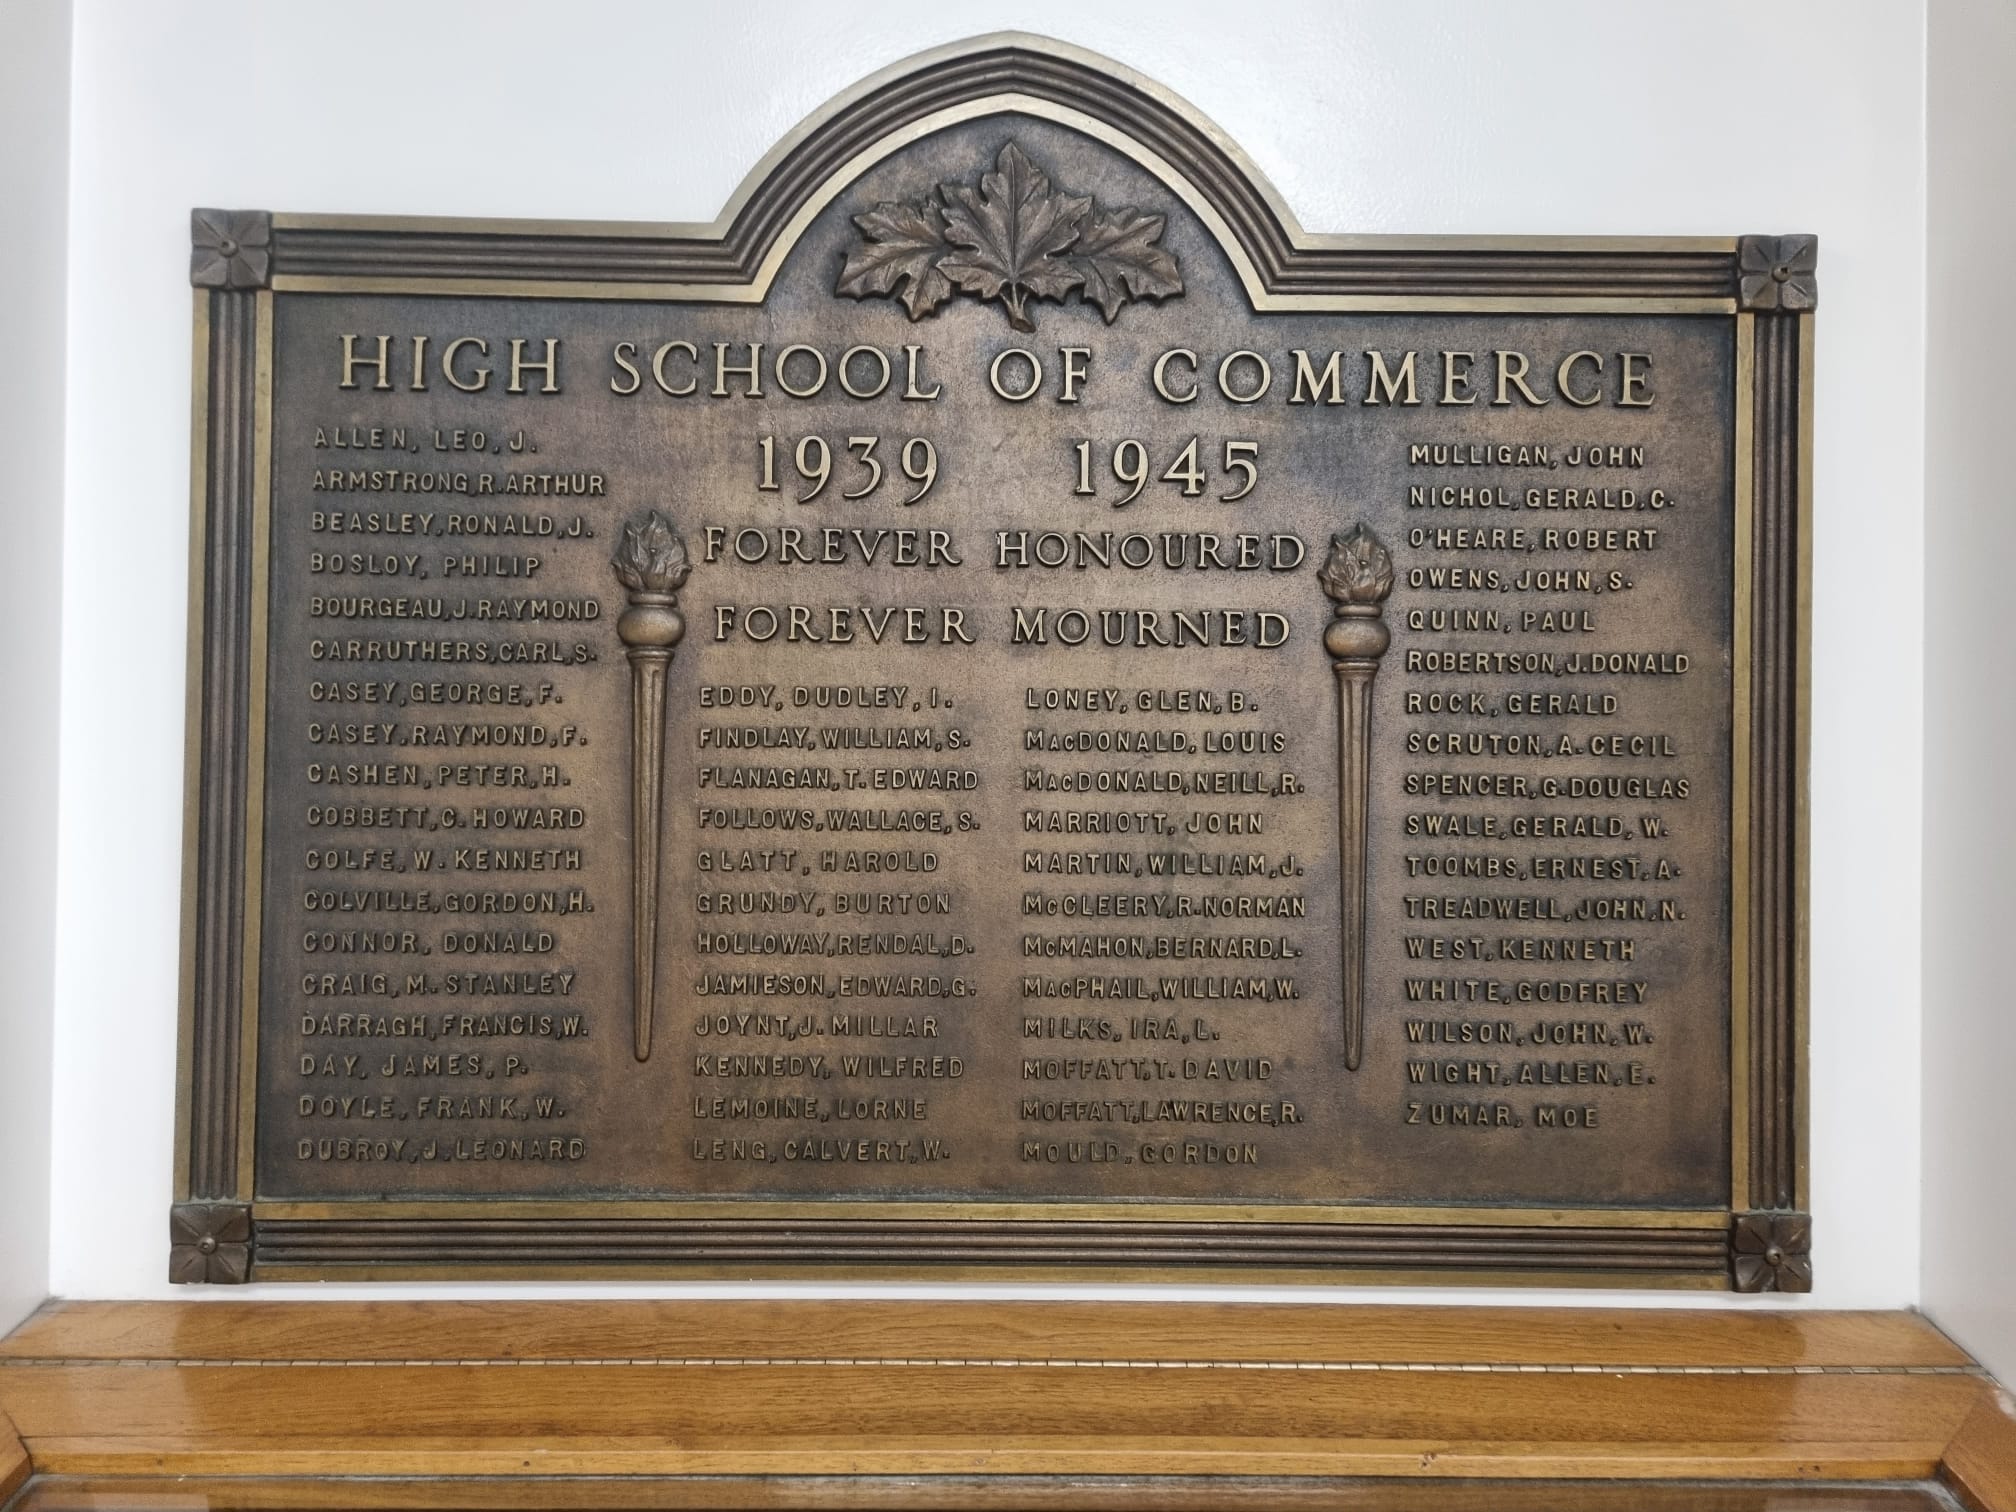 HIGH SCHOOL OF COMMERCE
1939 1945
FOREVER HONOURED
FOREVER MOURNED
ALLEN, LEO, J.
ARMSTRONG, R. ARTHUR
BEASLEY, RONALD, J.
BOSLOY, PHILIP
BOURGEAU, J. RAYMOND
CARRUTHERS, CARL, S.
CASEY, GEORGE, F.
CASEY, RAYMOND, F.
CASHEN, PETER, H.
COBBETT, C. HOWARD
COLFE, W. KENNETH
COLVILLE, GORDON, H.
CONNOR, DONALD
CRAIG, M. STANLEY
DARRAGH, FRANCIS, W.
DAY, JAMES, P.
DOYLE, FRANK, W.
DUBROY, J. LEONARD
EDDY, DUDLEY, I.
FINDLAY, WILLIAM, S.
FLANAGAN, T. EDWARD
FOLLOWS, WALLACE, S.
GLATT, HAROLD
GRUNDY, BURTON
HOLLOWAY, RENDAL, D.
JAMIESON, EDWARD, G.
JOYNT, J. MILLAR
KENNEDY, WILFRED
LEMOINE, LORNE
LENG, CALVERT, W.
LONEY, GLEN, B.
MACDONALD, LOUIS
MACDONALD, NEILL, R.
MARRIOTT, JOHN
MARTIN, WILLIAM, J.
MCCLEERY, R. NORMAN
MCMAHON, BERNARD, L.
MACPHAIL, WILLIAM, W.
MILKS, IRA, L.
MOFFATT, T. DAVID
MOFFATT, LAWRENCE, R.
MOULD, GORDON
MULLIGAN, JOHN
NICHOL, GERALD, C.
O'HEARE, ROBERT
OWENS, JOHN, S.
QUINN, PAUL
ROBERTSON, J. DONALD
ROCK, GERALD
SCRUTON, A. CECIL
SPENCER, G. DOUGLAS
SWALE, GERALD, W.
TOOMBS, ERNEST, A.
TREADWELL, JOHN, N.
WEST, KENNETH
WHITE, GODFREY
WILSON, JOHN, W.
WIGHT, ALLEN, E.
ZUMAR, MOE